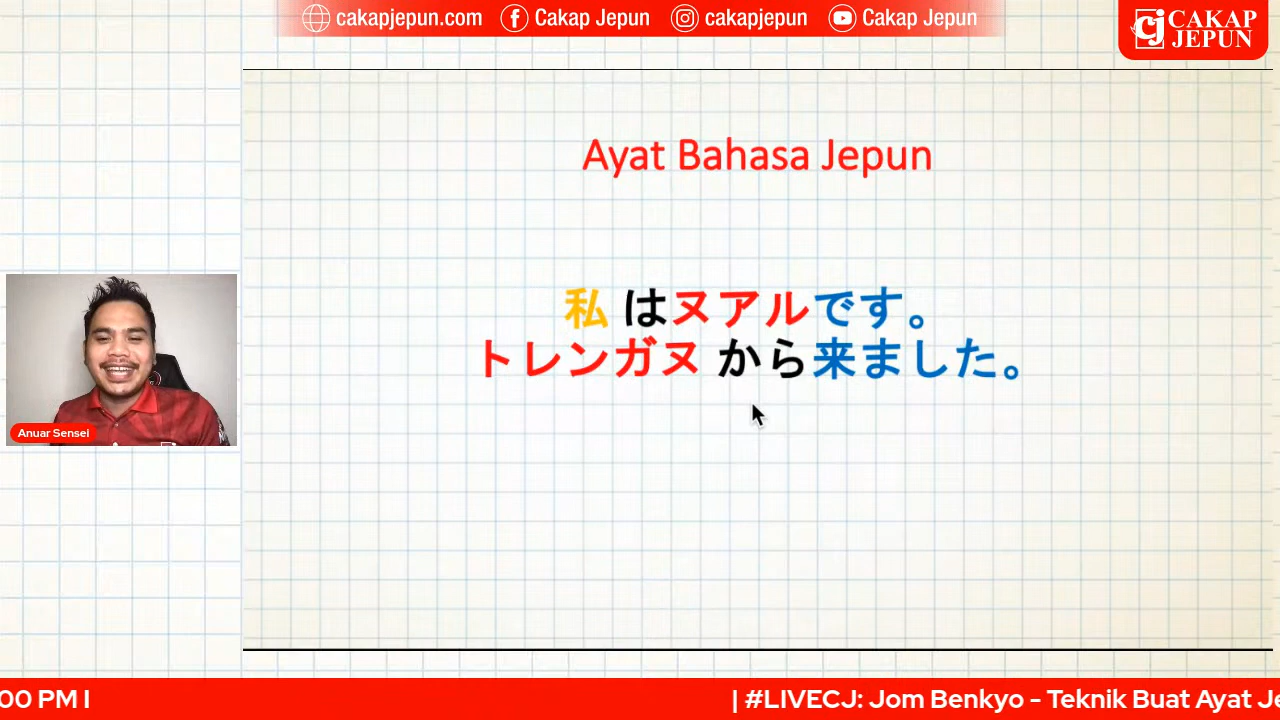 cakapjepun.com Cakap Jepun cakapjepun Cakap Jepun
CAKAP
JEPUN
Ayat Bahasa Jepun
私 はヌアルです。
トレンガヌ から来ました。
Anuar Sensei
00 PM I
| #LIVECJ: Jom Benkyo - Teknik Buat Ayat Je